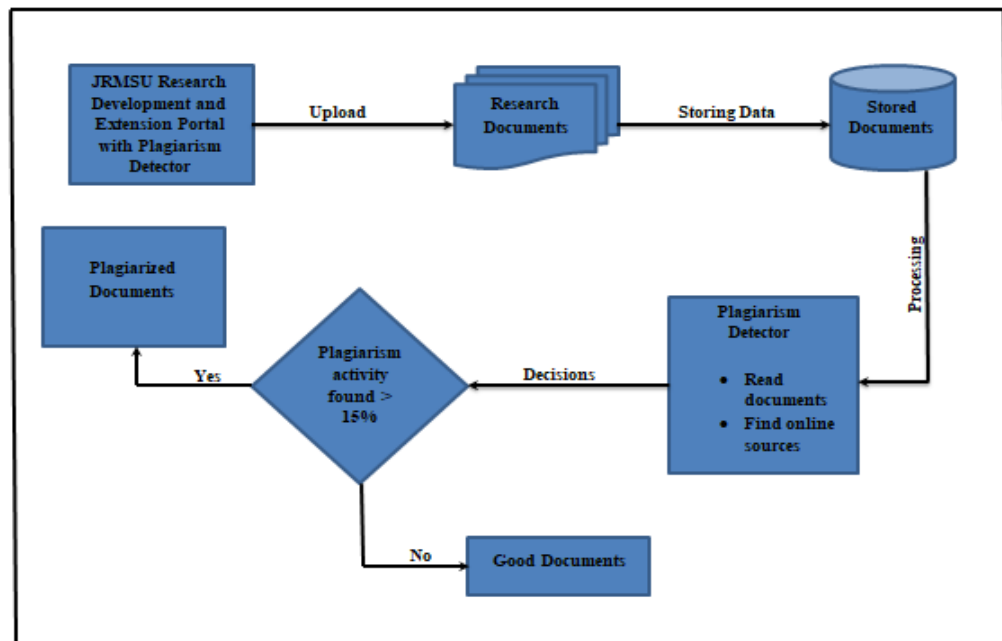 JRMSU Research
Development and
Extension Portal
with Plagiarism
Detector
Upload
Research
Documents
Storing Data
Stored
Documents
Processing
Plagiarism
Detector
• Read
documents
• Find online
sources
Decisions
Plagiarism
activity
found >
15%
Yes
Plagiarized
Documents
No
Good Documents